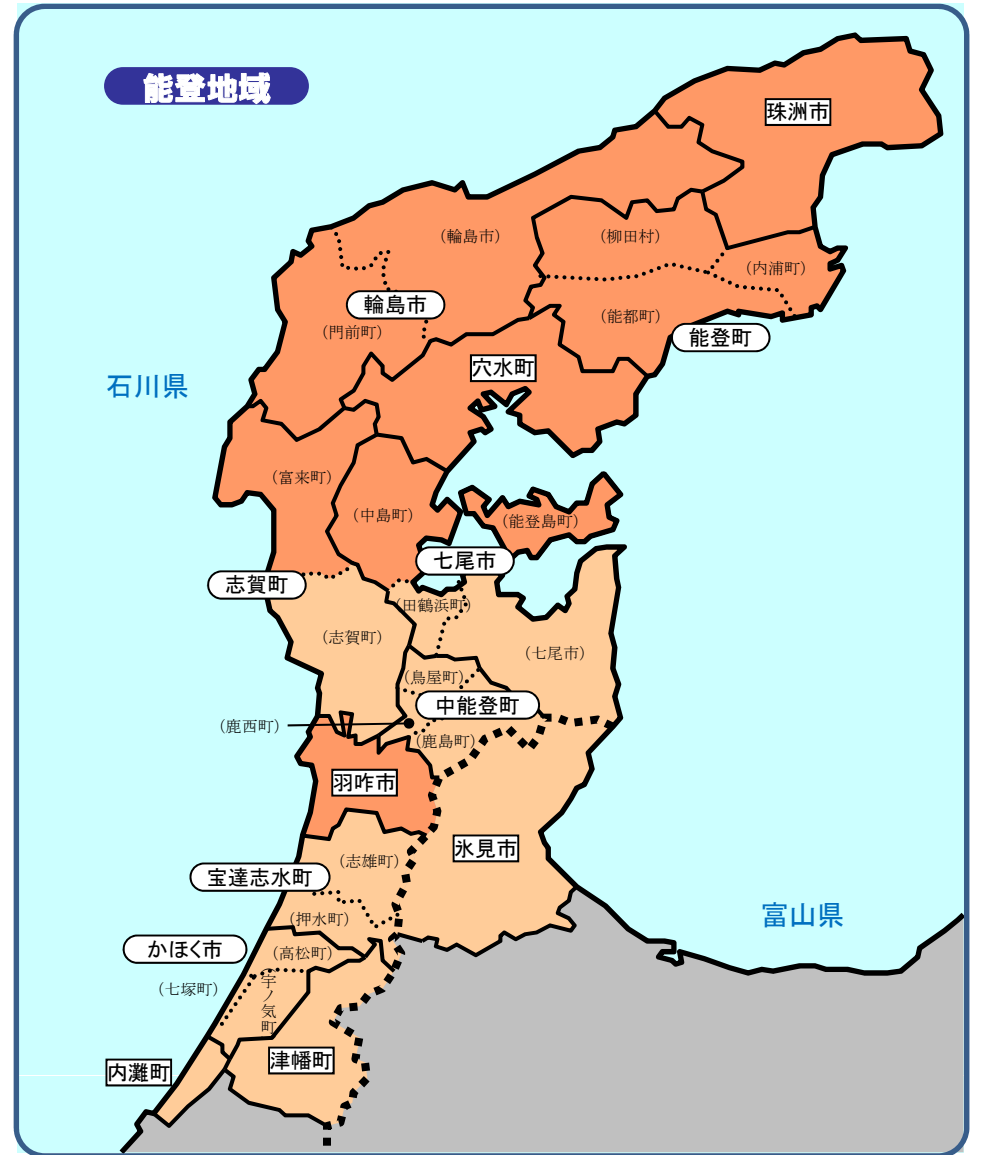 能登地域
珠洲市
(輪島市)
(柳田村)
(内浦町)
輪島市
(門前町)
(能都町)
能登町
穴水町
石川県
(富来町)
(中島町)
(能登島町)
七尾市
志賀町
(田鶴浜町)
(志賀町)
(七尾市)
(鳥屋町)
中能登町
(鹿西町)
(鹿島町)
羽咋市
氷見市
(志雄町)
宝達志水町
(押水町)
富山県
かほく市
(高松町)
(七塚町)
宇ノ気町
内灘町
津幡町